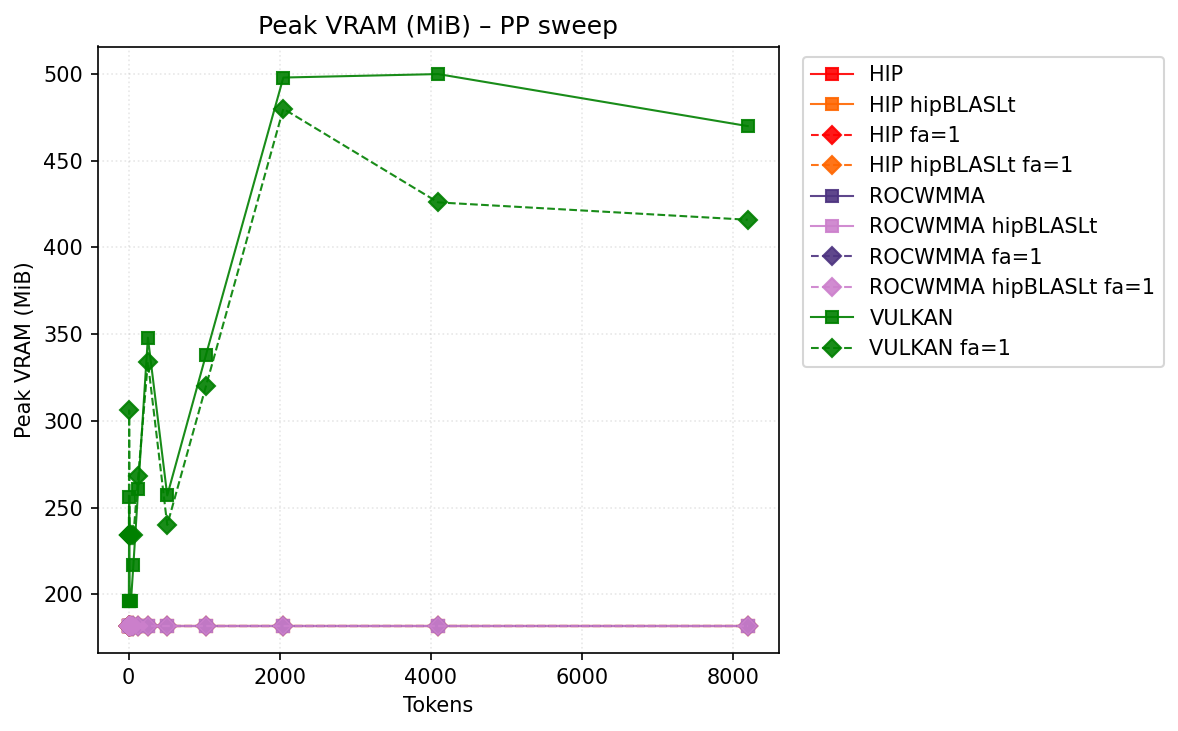 Peak VRAM (MiB) – PP sweep
Peak VRAM (MiB)
500
450
400
350
300
250
200
0
2000
4000
6000
8000
Tokens
HIP
HIP hipBLASLt
HIP fa=1
HIP hipBLASLt fa=1
ROCWMMA
ROCWMMA hipBLASLt
ROCWMMA fa=1
ROCWMMA hipBLASLt fa=1
VULKAN
VULKAN fa=1